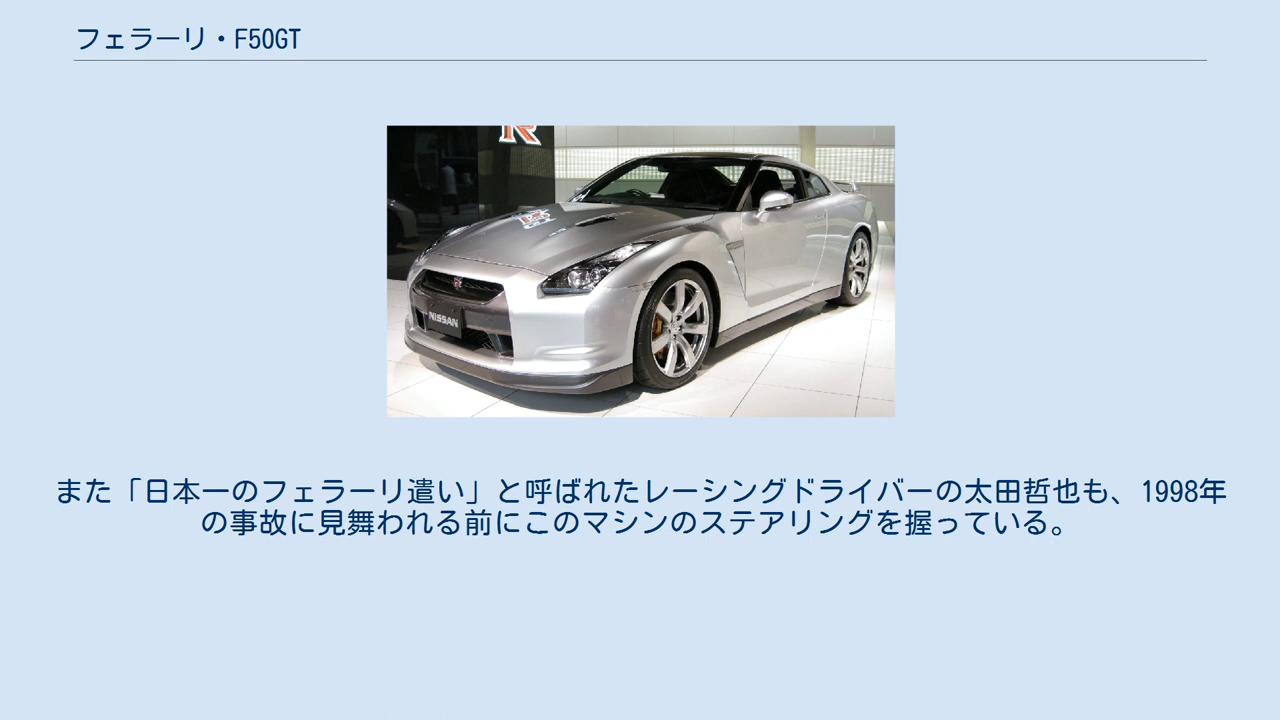 フェラーリ・F50GT
R
NISSAN
また「日本一のフェラーリ遣い」と呼ばれたレーシングドライバーの太田哲也も、1998年
の事故に見舞われる前にこのマシンのステアリングを握っている。